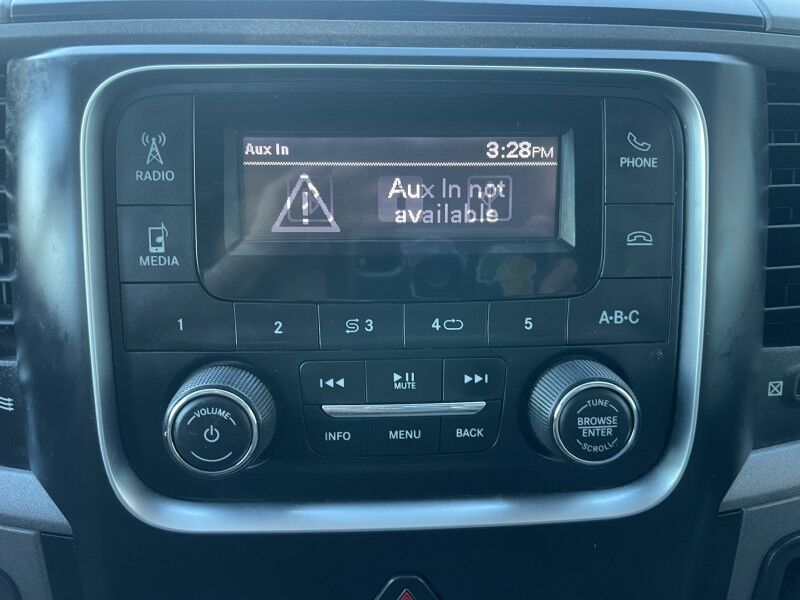 Aux In 3:28PM
RADIO
PHONE
Aux In not
available
MEDIA
1 2 3 4 5 A•B•C
MUTE
VOLUME
INFO MENU BACK
TUNE
BROWSE
ENTER
SCROLL